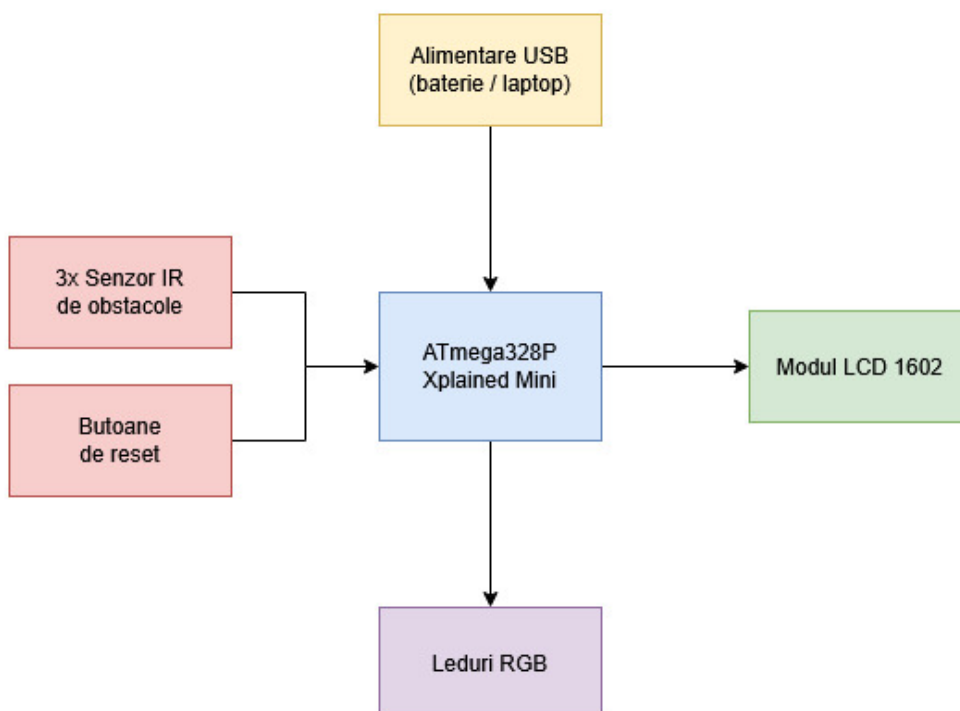 Alimentare USB
(baterie / laptop)
3x Senzor IR
de obstacole
ATmega328P
Xplained Mini
Modul LCD 1602
Butoane
de reset
Leduri RGB